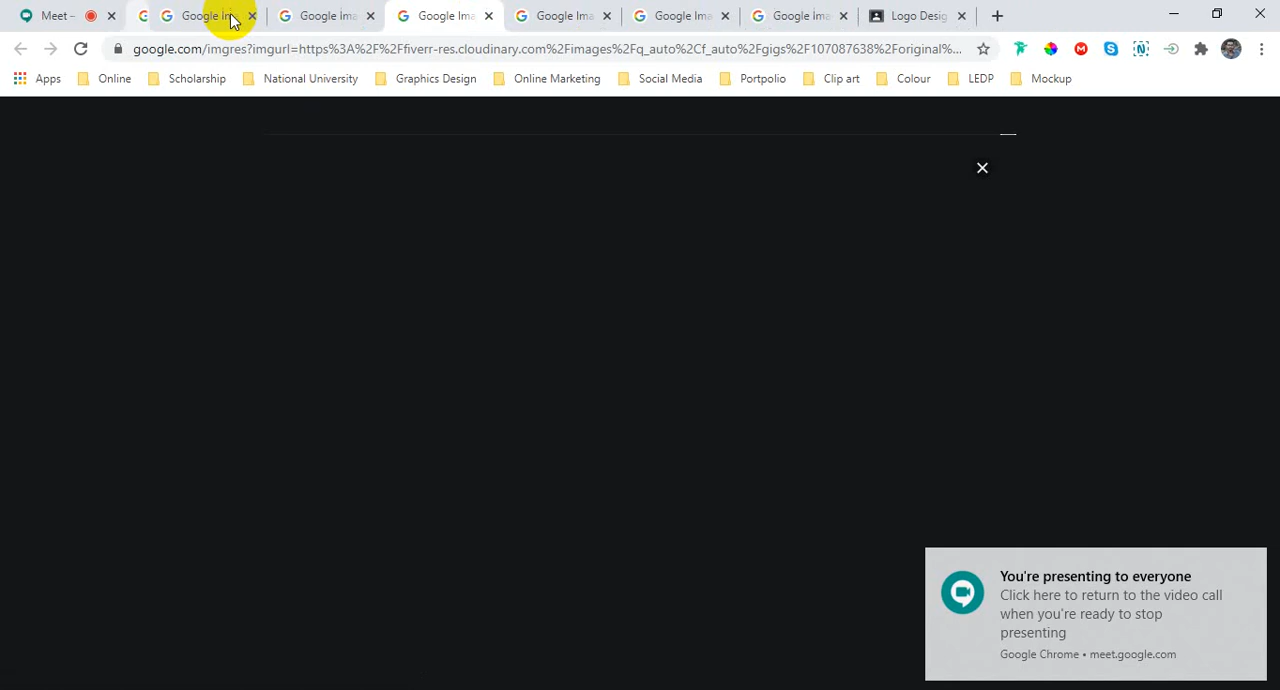 Meet –
Google Im
Google Ima
Google Ima
Google Ima
Google Ima
Google Ima
Logo Desig
google.com/imgres?imgurl=https%3A%2F%2Ffiverr-res.cloudinary.com%2Fimages%2Fq_auto%2Cf_auto%2Fgigs%2F107087638%2Foriginal%...
Apps
Online
Scholarship
National University
Graphics Design
Online Marketing
Social Media
Portpolio
Clip art
Colour
LEDP
Mockup
You're presenting to everyone
Click here to return to the video call
when you're ready to stop
presenting
Google Chrome • meet.google.com